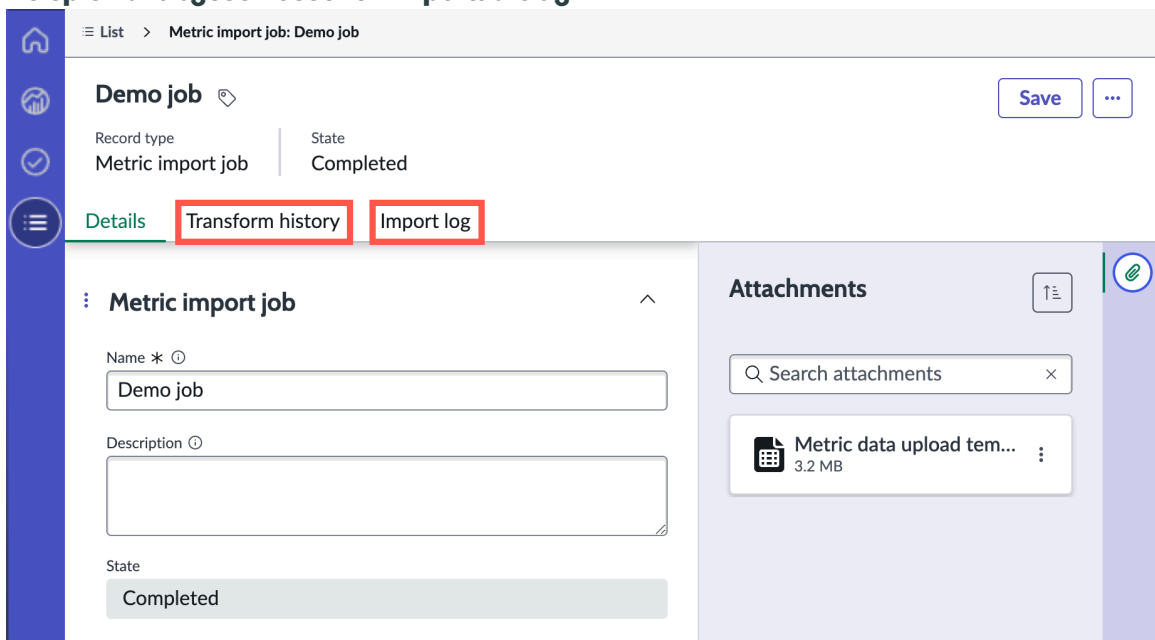 List > Metric import job: Demo job
Demo job
Save
Record type
Metric import job
State
Completed
Details
Transform history
Import log
Metric import job
Name * 
Demo job
Description
State
Completed
Attachments
Search attachments
Metric data upload tem...
3.2 MB